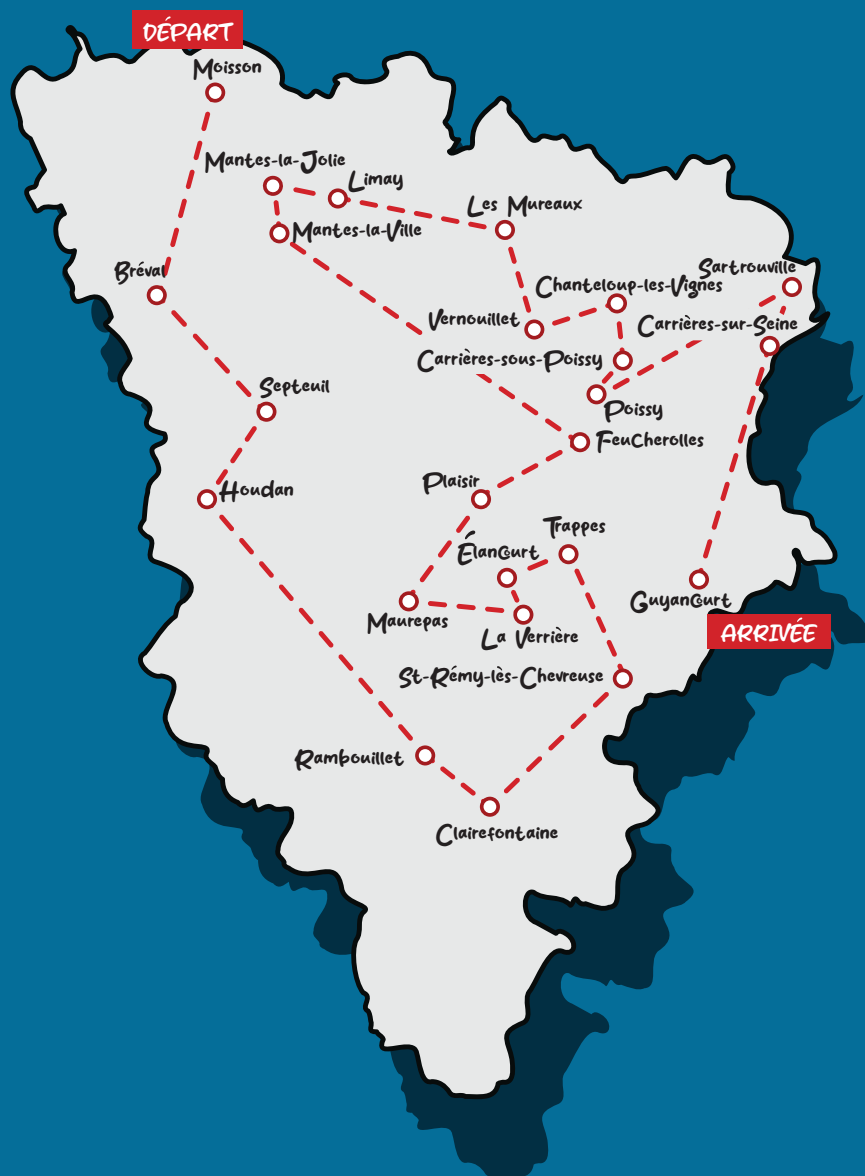 DÉPART
Moisson
Mantes-la-Jolie
Limay
Les Mureaux
Mantes-la-Ville
Bréval
Sartrouville
Chanteloup-les-Vignes
Vernouillet
Carrières-sur-Seine
Carrières-sous-Poissy
Septeuil
Poissy
FeuCherolles
Plaisir
Houdan
Trappes
ÉlanCourt
GuyanCourt
Maurepas
La Verrière
ARRIVÉE
St-Rémy-lès-Chevreuse
Rambouillet
Clairefontaine